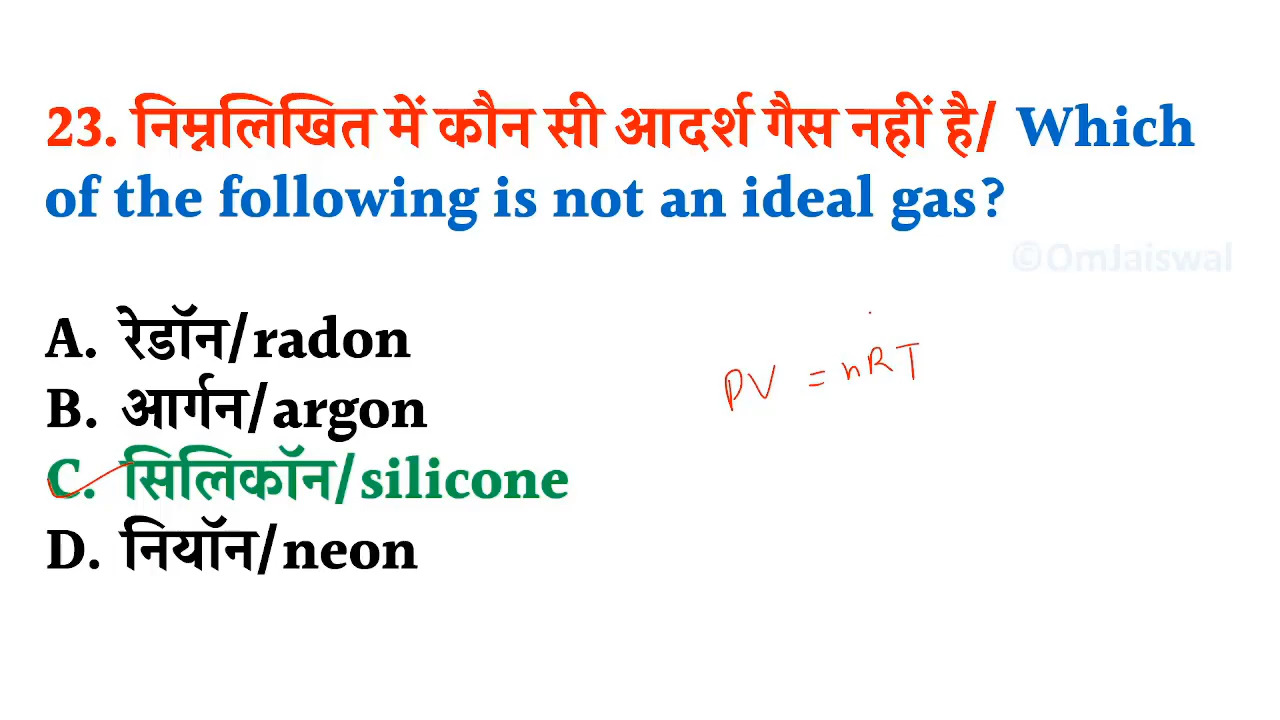 23. निम्नलिखित में कौन सी आदर्श गैस नहीं है/ Which
of the following is not an ideal gas?
©OmJaiswal
A. रेडॉन/radon
PV = nRT
B. आर्गन/argon
C. सिलिकॉन/silicone
D. नियॉन/neon